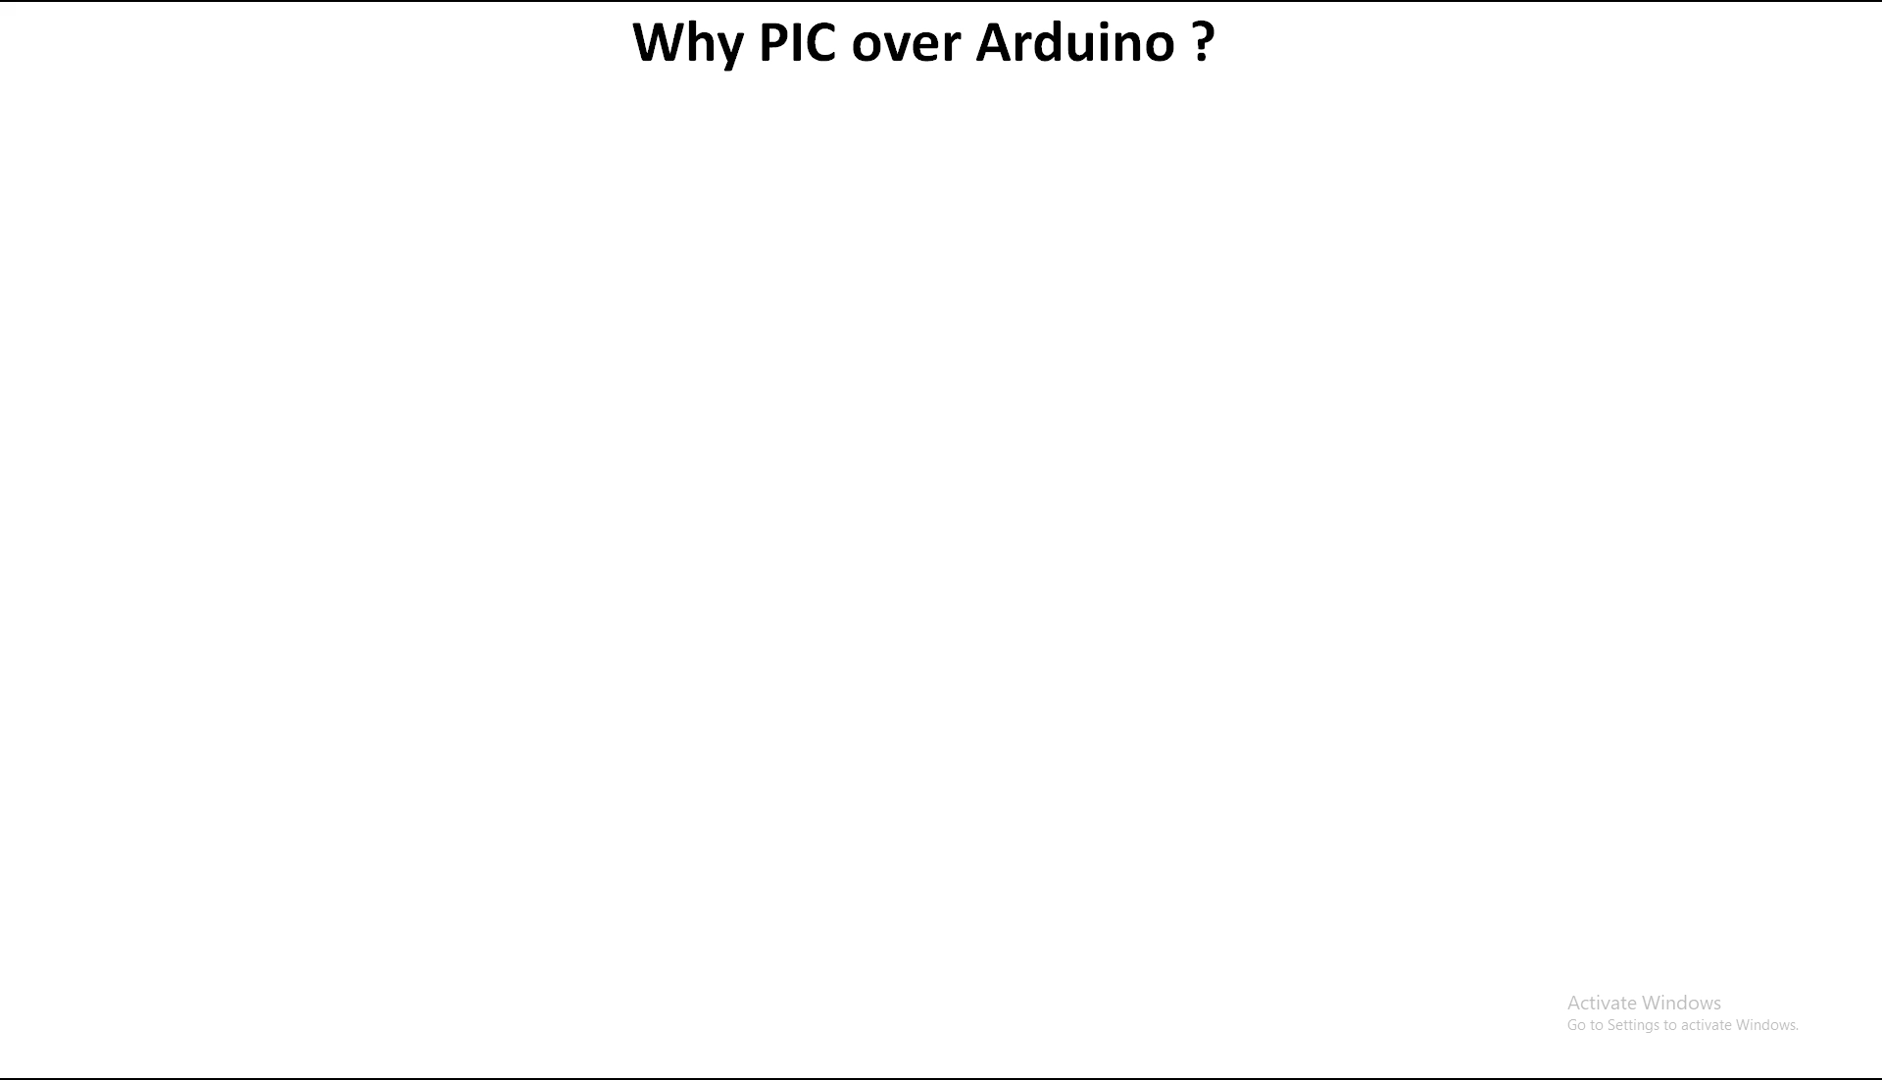 Why PIC over Arduino ?
Activate Windows
Go to Settings to activate Windows.